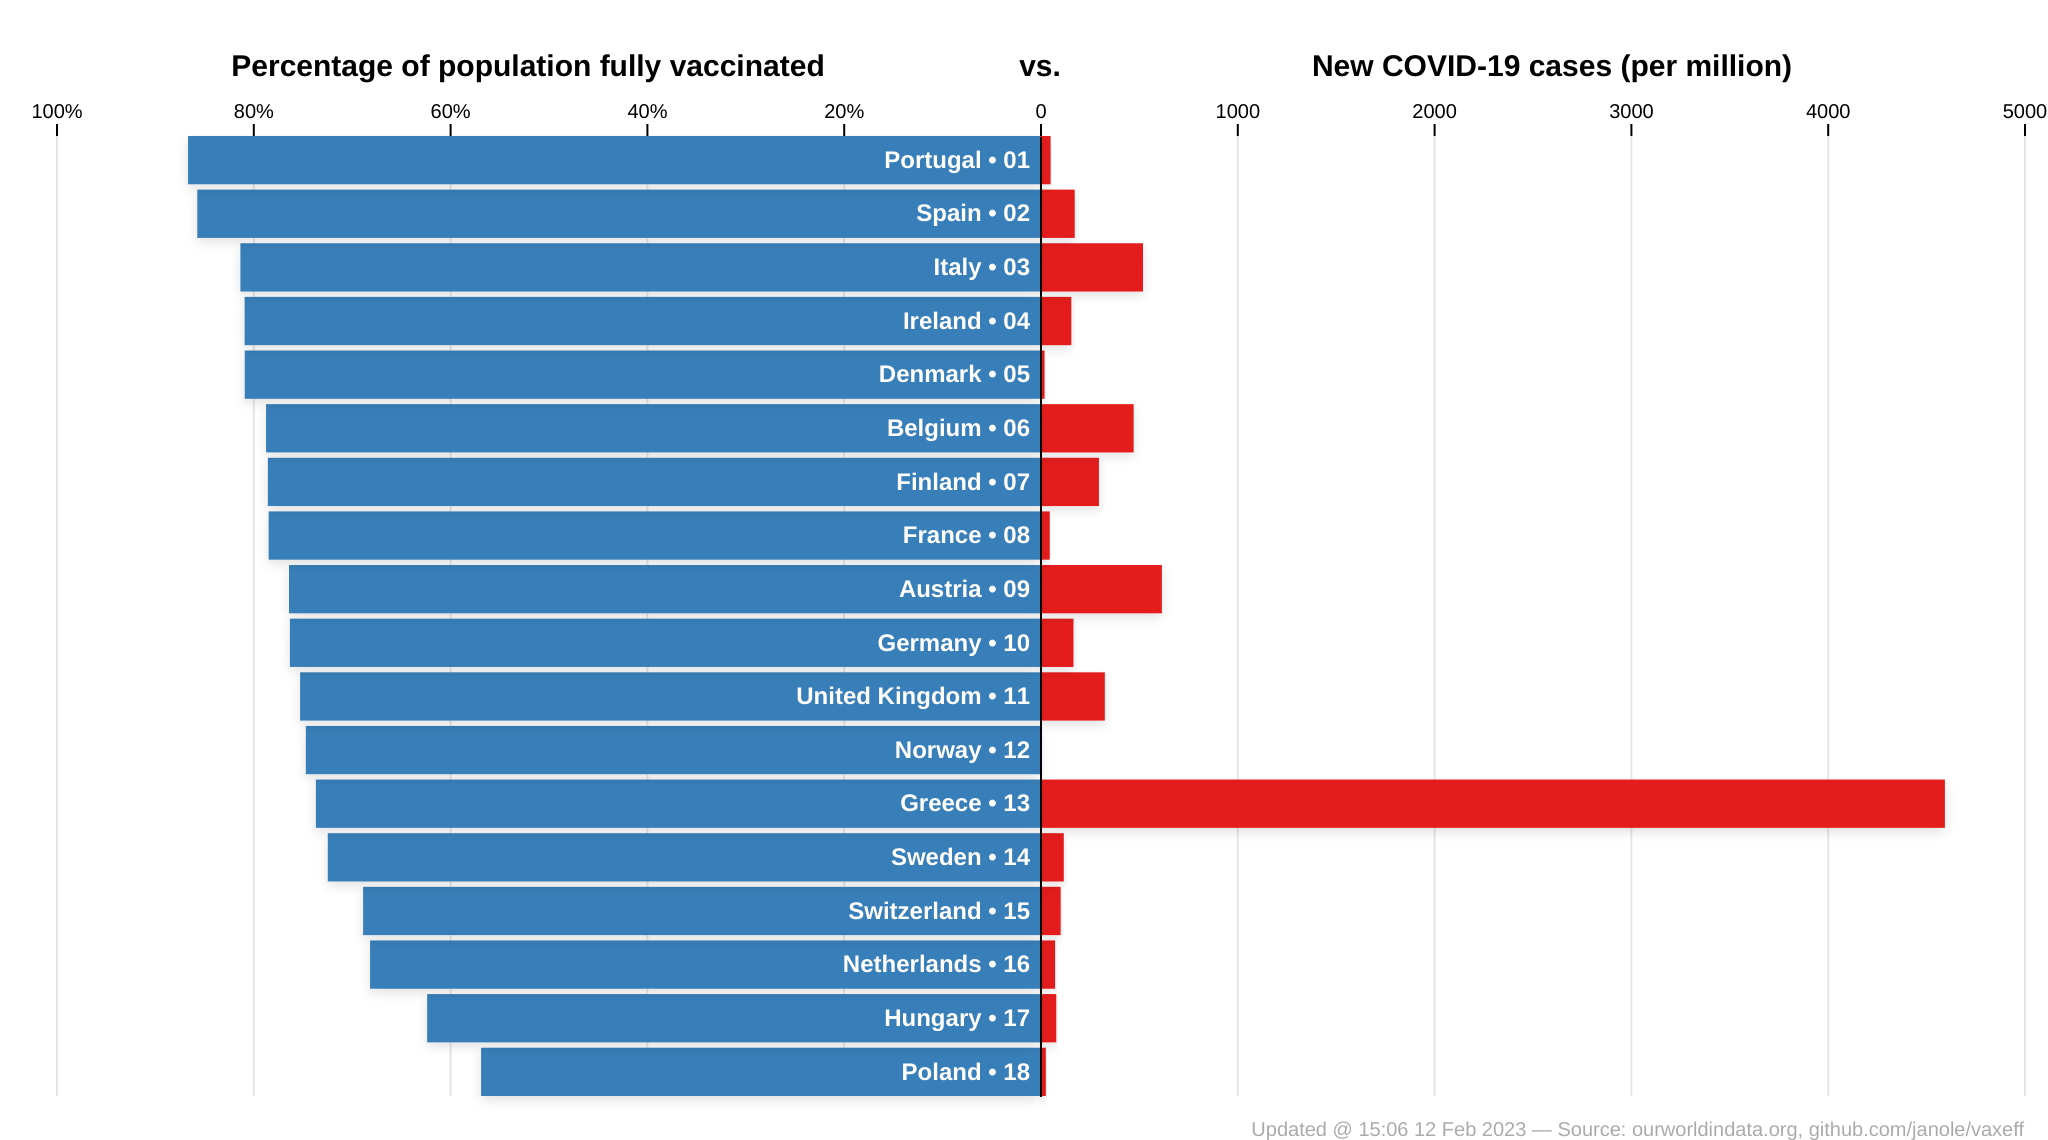 Percentage of population fully vaccinated vs. New COVID-19 cases (per million)
100% 80% 60% 40% 20% 0 1000 2000 3000 4000 5000
Portugal • 01
Spain • 02
Italy • 03
Ireland • 04
Denmark • 05
Belgium • 06
Finland • 07
France • 08
Austria • 09
Germany • 10
United Kingdom • 11
Norway • 12
Greece • 13
Sweden • 14
Switzerland • 15
Netherlands • 16
Hungary • 17
Poland • 18
Updated @ 15:06 12 Feb 2023 — Source: ourworldindata.org, github.com/janole/vaxeff